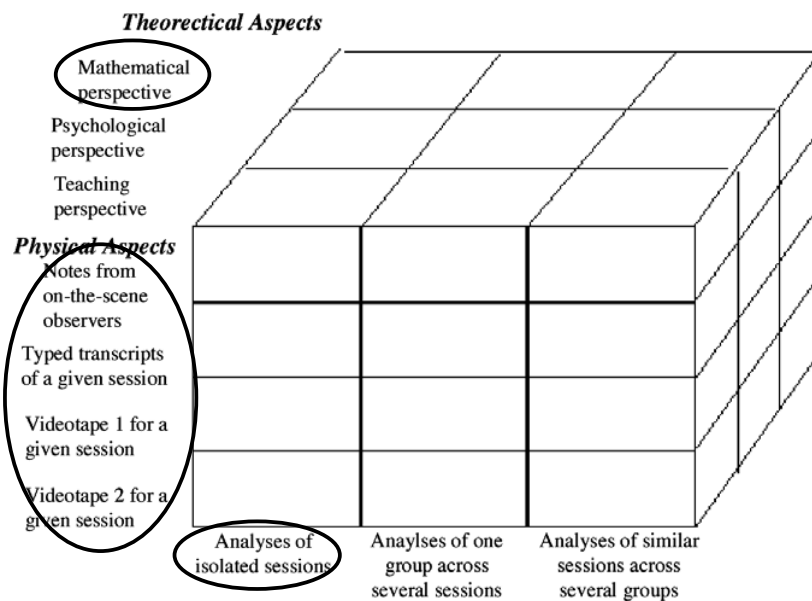 Theorectical Aspects
Mathematical
perspective
Psychological
perspective
Teaching
perspective
Physical Aspects
Notes from
on-the-scene
observers
Typed transcripts
of a given session
Videotape 1 for a
given session
Videotape 2 for a
given session
Analyses of
isolated sessions
Anaylses of one
group across
several sessions
Analyses of similar
sessions across
several groups